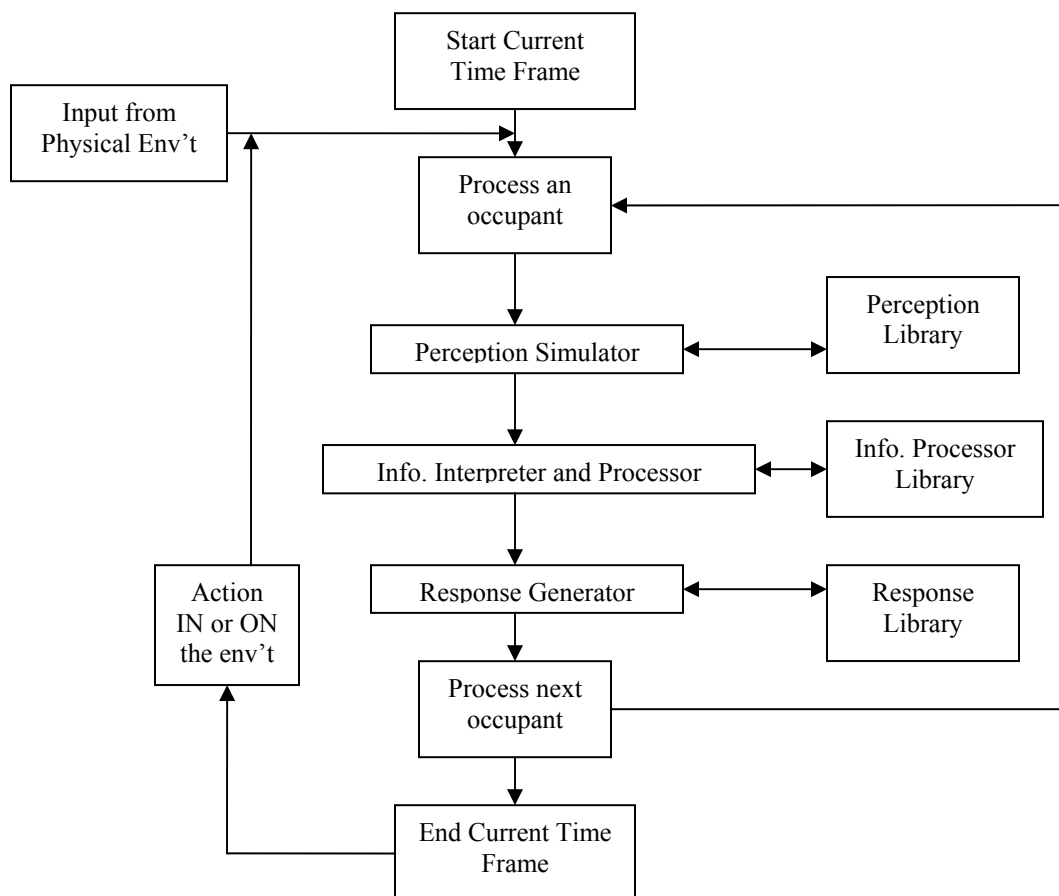 Start Current
Time Frame
Input from
Physical Env’t
Process an
occupant
Perception Simulator
Perception
Library
Info. Interpreter and Processor
Info. Processor
Library
Response Generator
Response
Library
Action
IN or ON
the env’t
Process next
occupant
End Current Time
Frame